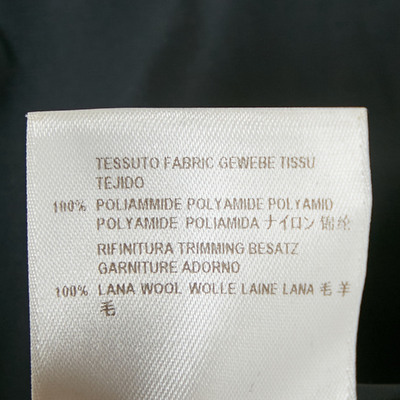 TESSUTO FABRIC GEWEBE TISSU
TEJIDO
100% POLIAMMIDE POLYAMIDE POLYAMID
POLYAMIDE POLIAMIDA ナイロン 锦纶
RIFINITURA TRIMMING BESATZ
GARNITURE ADORNO
100% LANA WOOL WOLLE LAINE LANA 毛 羊
毛